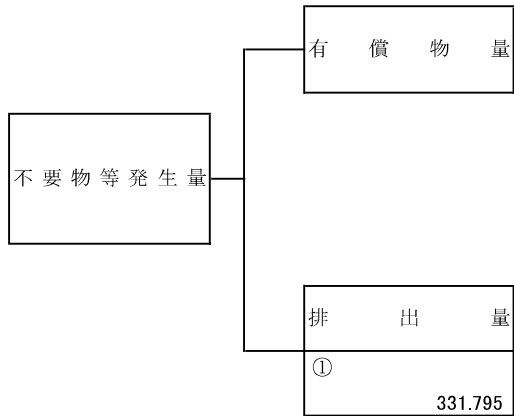 有償物量
不要物等発生量
排出量
①
331.795